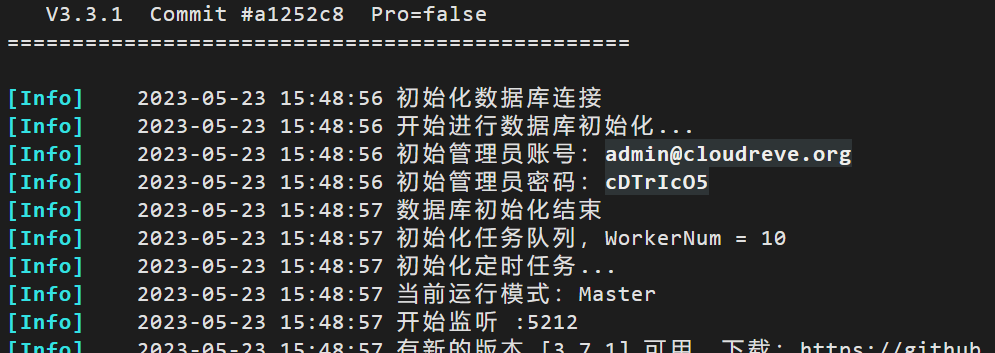 V3.3.1  Commit #a1252c8  Pro=false
================================================
[Info]    2023-05-23 15:48:56 初始化数据库连接
[Info]    2023-05-23 15:48:56 开始进行数据库初始化...
[Info]    2023-05-23 15:48:56 初始管理员账号：admin@cloudreve.org
[Info]    2023-05-23 15:48:56 初始管理员密码：cDTrIcO5
[Info]    2023-05-23 15:48:57 数据库初始化结束
[Info]    2023-05-23 15:48:57 初始化任务队列，WorkerNum = 10
[Info]    2023-05-23 15:48:57 初始化定时任务...
[Info]    2023-05-23 15:48:57 当前运行模式：Master
[Info]    2023-05-23 15:48:57 开始监听 :5212
[Info]    2023-05-23 15:48:57 有新的版本 [3.7.1] 可用  下载：https://github